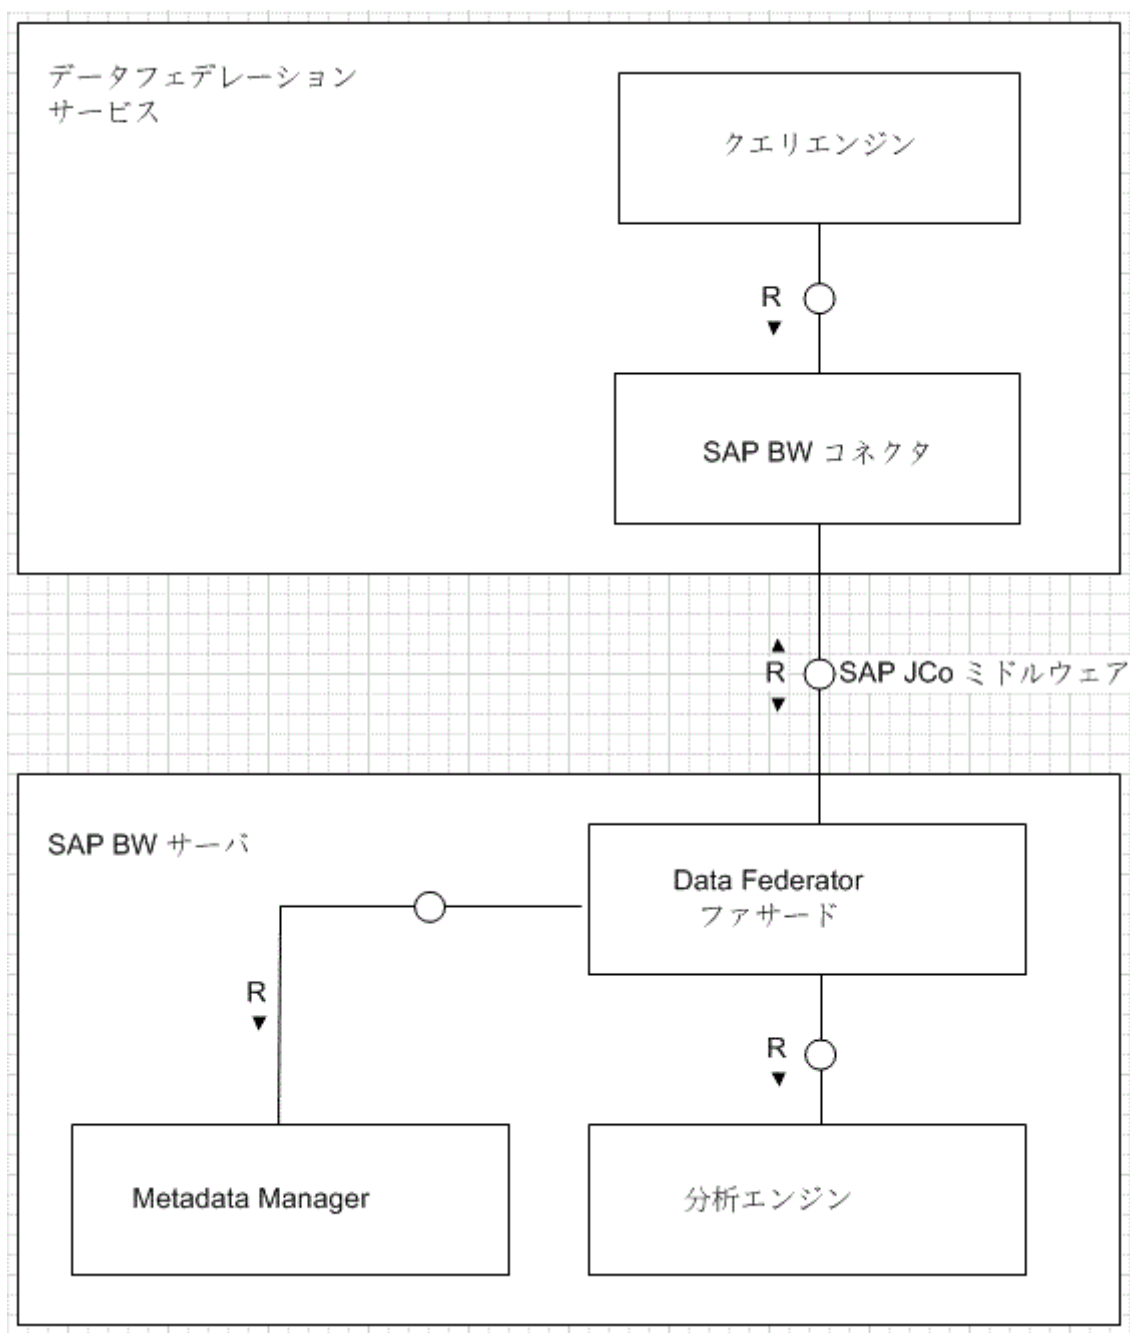 データフェデレーション
サービス
クエリエンジン
R
▼
SAP BW コネクタ
▲
R
▼
SAP JCo ミドルウェア
SAP BW サーバ
Data Federator
ファサード
R
▼
R
▼
Metadata Manager
分析エンジン